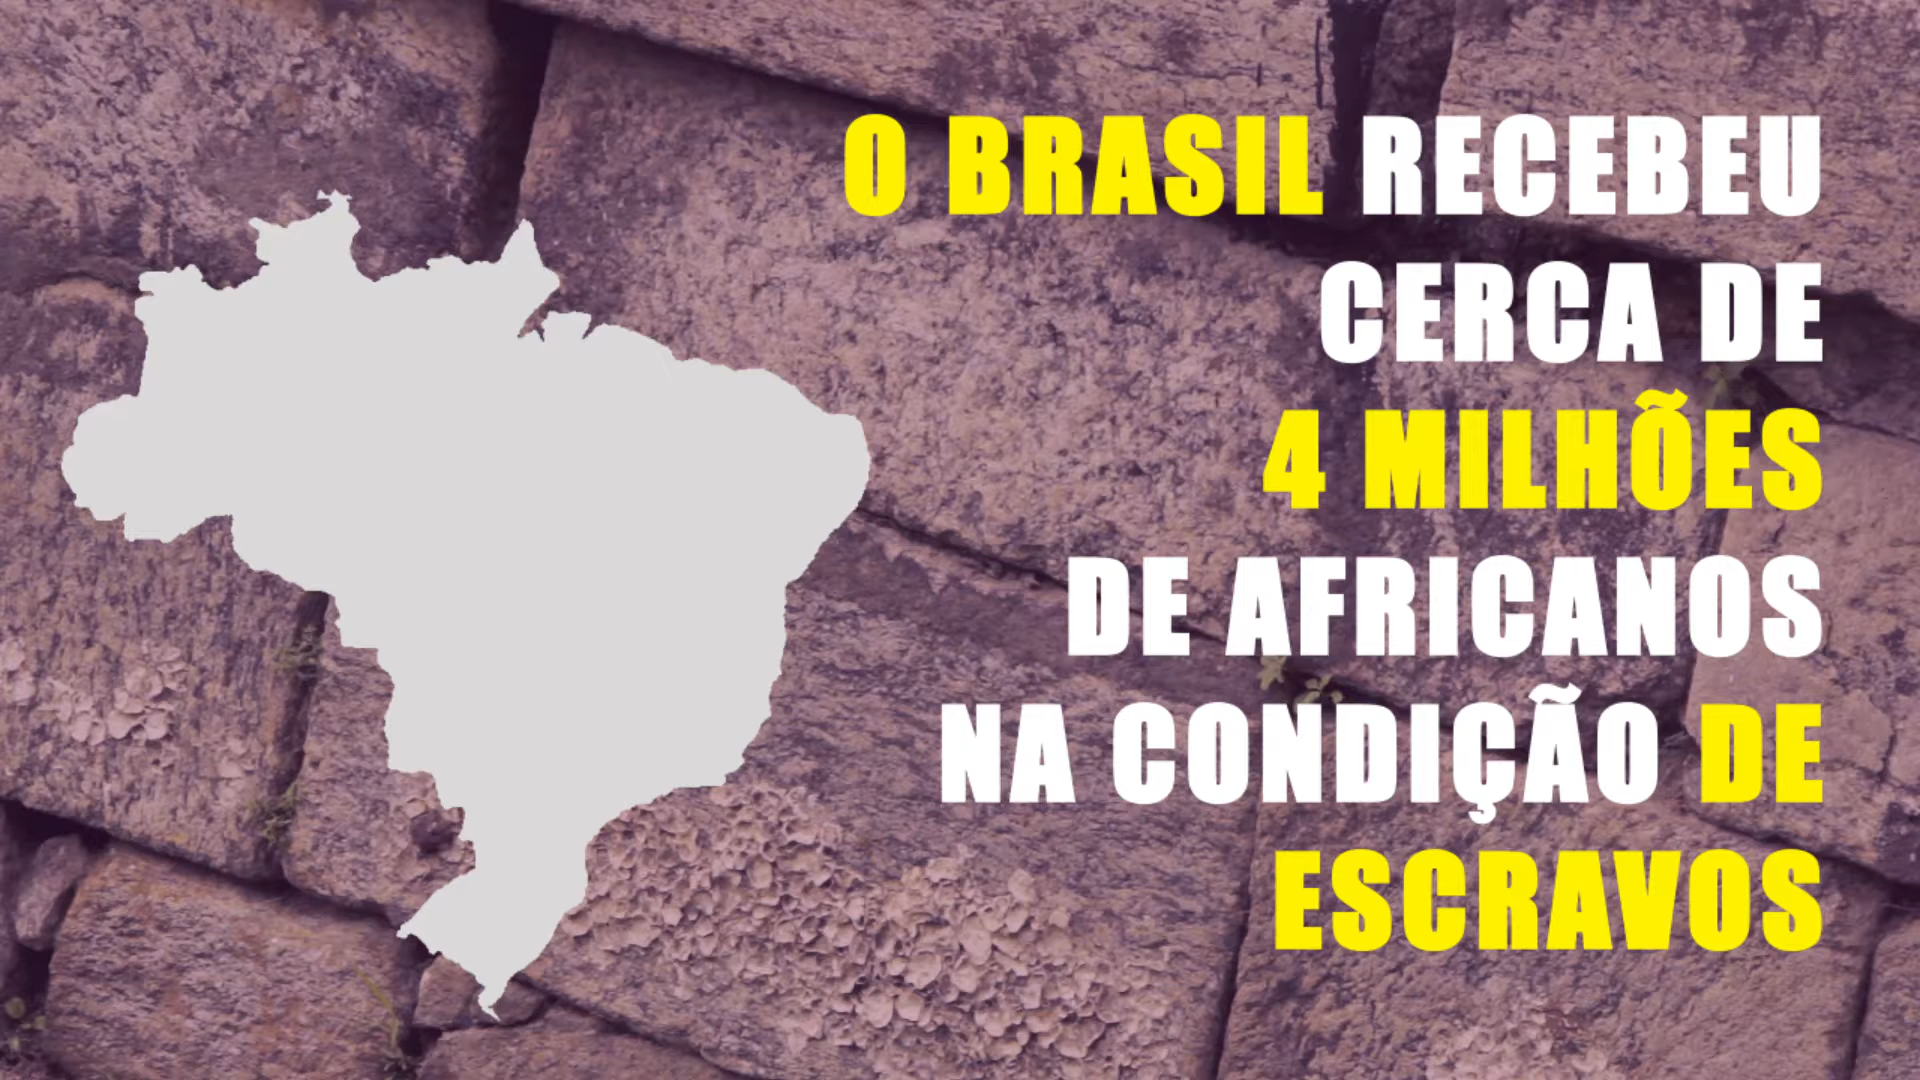 O BRASIL RECEBEU
CERCA DE
4 MILHÕES
DE AFRICANOS
NA CONDIÇÃO DE
ESCRAVOS